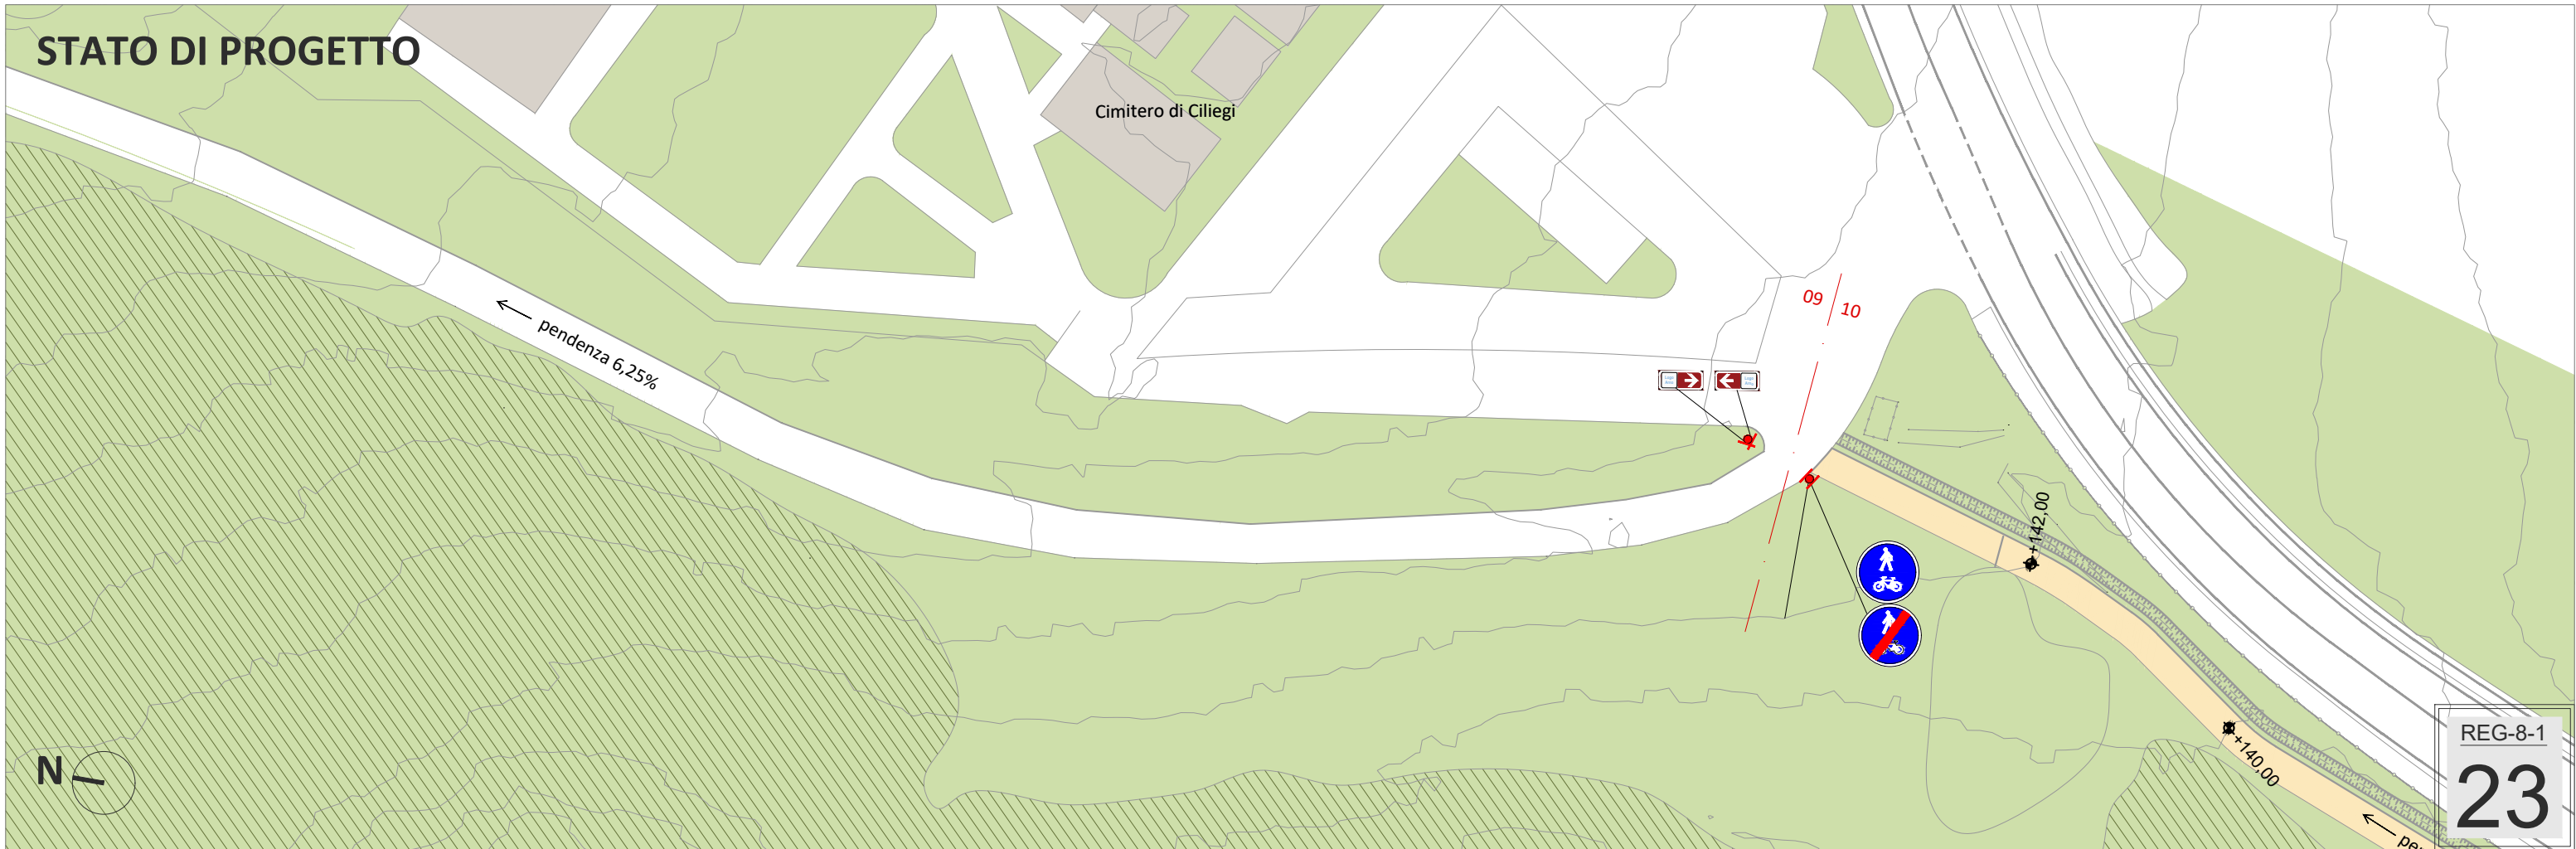 STATO DI PROGETTO
Cimitero di Ciliegi
pendenza 6,25%
09
10
+142,00
+140,00
N
REG-8-1
23